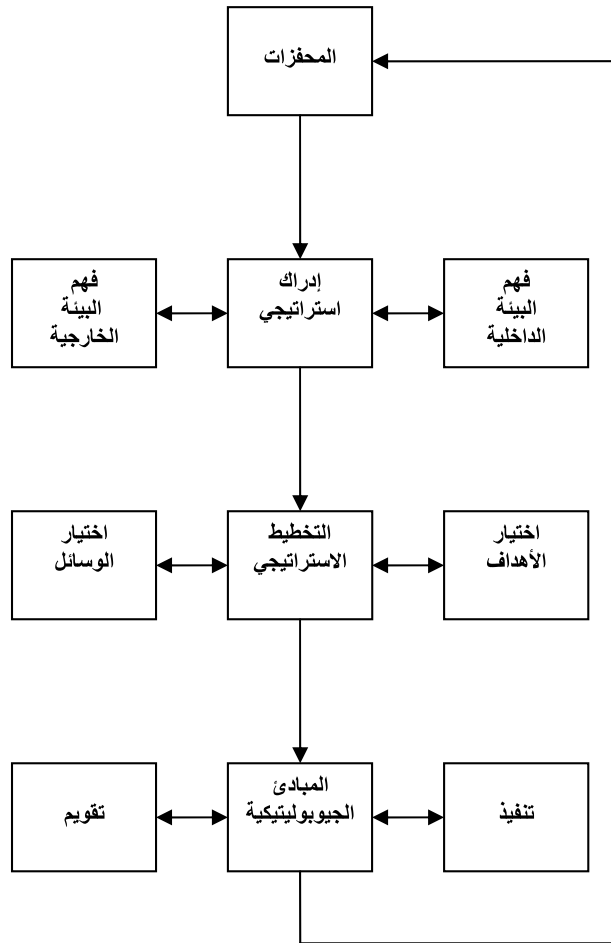 المحفزات
فهم
البيئة
الداخلية
إدراك
استراتيجي
فهم
البيئة
الخارجية
اختيار
الأهداف
التخطيط
الاستراتيجي
اختيار
الوسائل
تنفيذ
المبادئ
الجيوبوليتيكية
تقويم